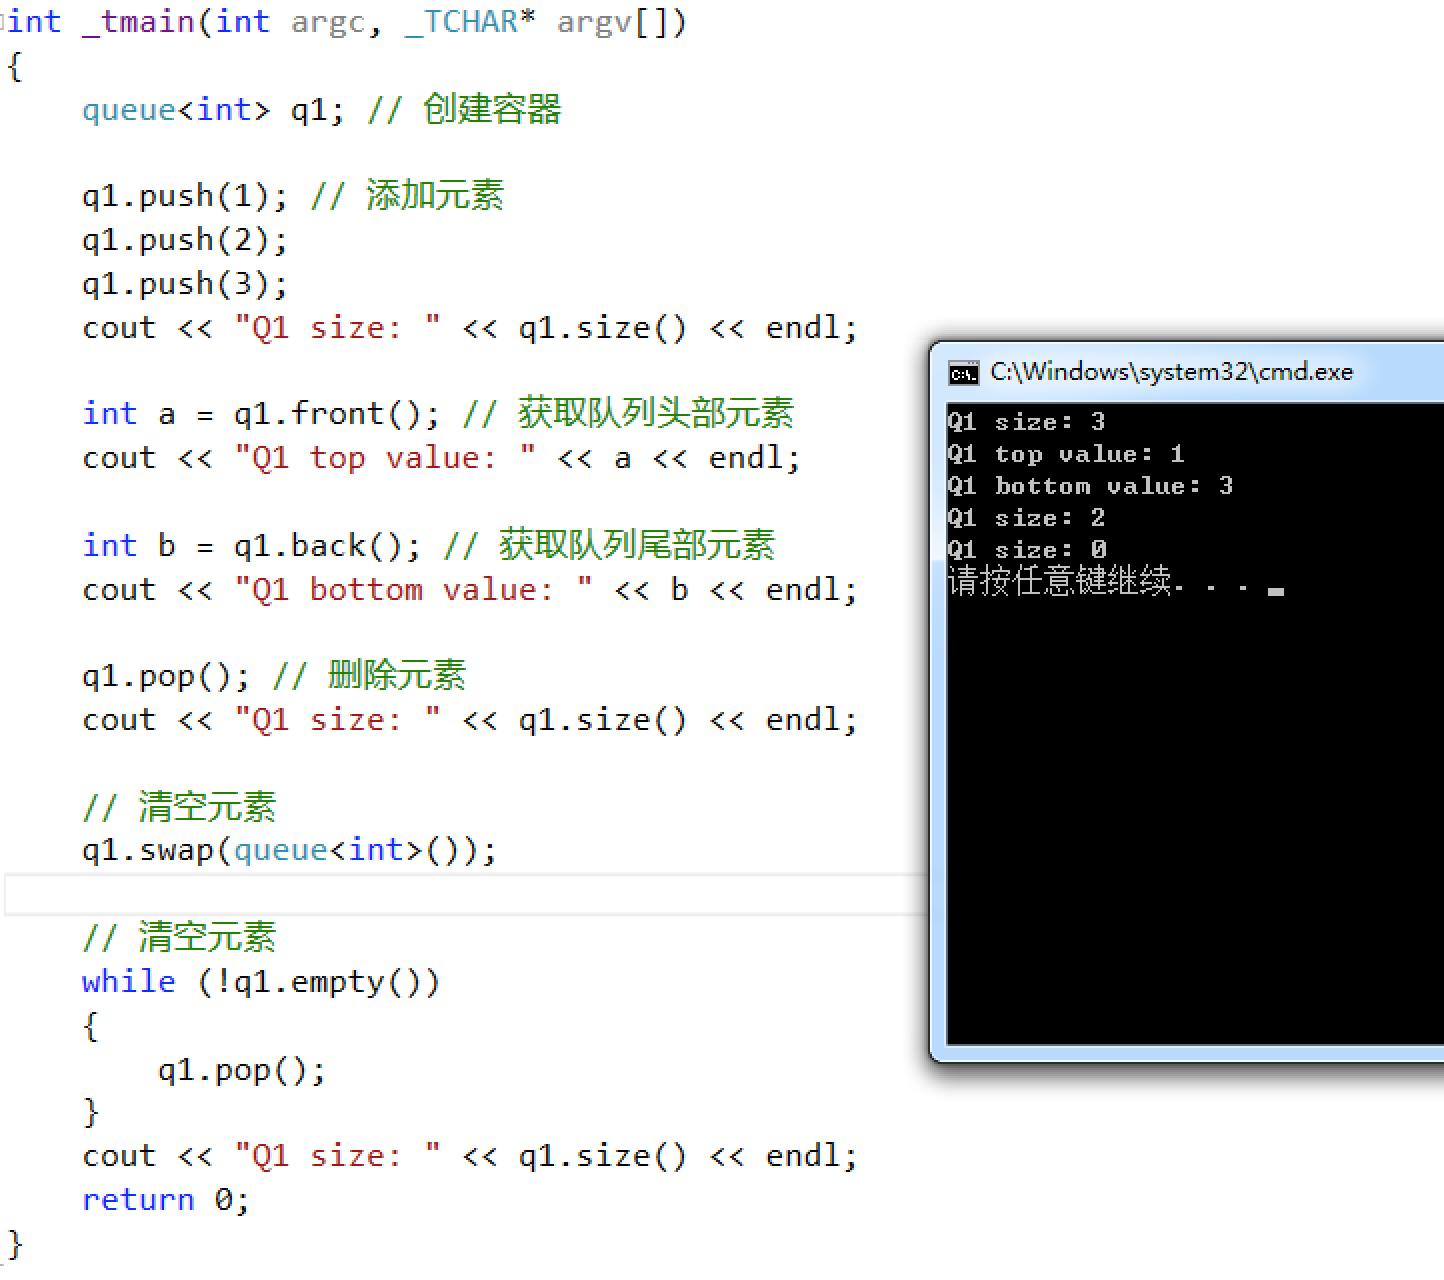 int _tmain(int argc, _TCHAR* argv[])
{
queue<int> q1; // 创建容器
q1.push(1); // 添加元素
q1.push(2);
q1.push(3);
cout << "Q1 size: " << q1.size() << endl;
int a = q1.front(); // 获取队列头部元素
cout << "Q1 top value: " << a << endl;
int b = q1.back(); // 获取队列尾部元素
cout << "Q1 bottom value: " << b << endl;
q1.pop(); // 删除元素
cout << "Q1 size: " << q1.size() << endl;
// 清空元素
q1.swap(queue<int>());
// 清空元素
while (!q1.empty())
{
q1.pop();
}
cout << "Q1 size: " << q1.size() << endl;
return 0;
}
C:\Windows\system32\cmd.exe
Q1 size: 3
Q1 top value: 1
Q1 bottom value: 3
Q1 size: 2
Q1 size: 0
请按任意键继续. . .